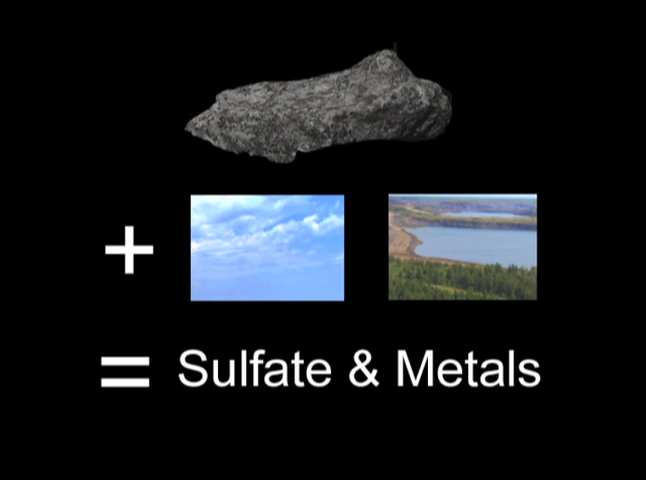 +
= Sulfate & Metals